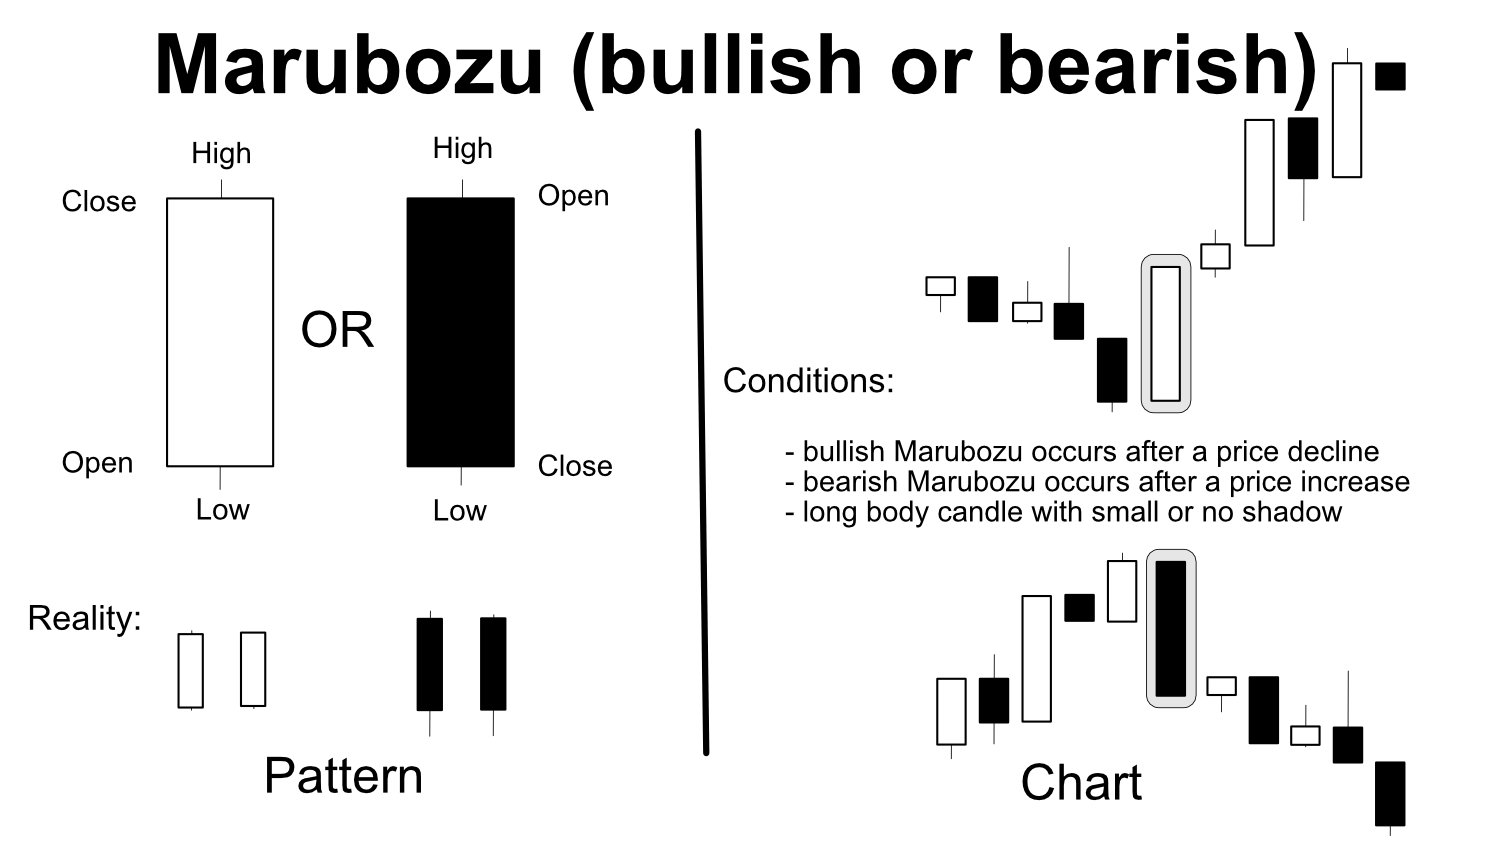 Marubozu (bullish or bearish)
High
High
Close
Open
OR
Open
Close
Low
Low
Reality:
Pattern
Conditions:
- bullish Marubozu occurs after a price decline
- bearish Marubozu occurs after a price increase
- long body candle with small or no shadow
Chart